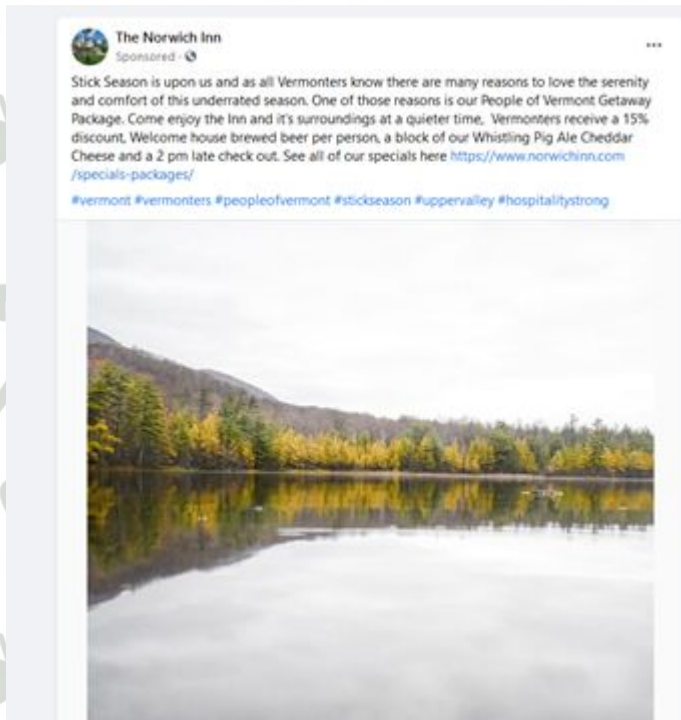 The Norwich Inn
Sponsored ·
Stick Season is upon us and as all Vermonters know there are many reasons to love the serenity
and comfort of this underrated season. One of those reasons is our People of Vermont Getaway
Package. Come enjoy the Inn and it's surroundings at a quieter time, Vermonters receive a 15%
discount, Welcome house brewed beer per person, a block of our Whistling Pig Ale Cheddar
Cheese and a 2 pm late check out. See all of our specials here https://www.norwichinn.com
/specials-packages/
#vermont #vermonters #peopleofvermont #stickseason #uppervalley #hospitalitystrong